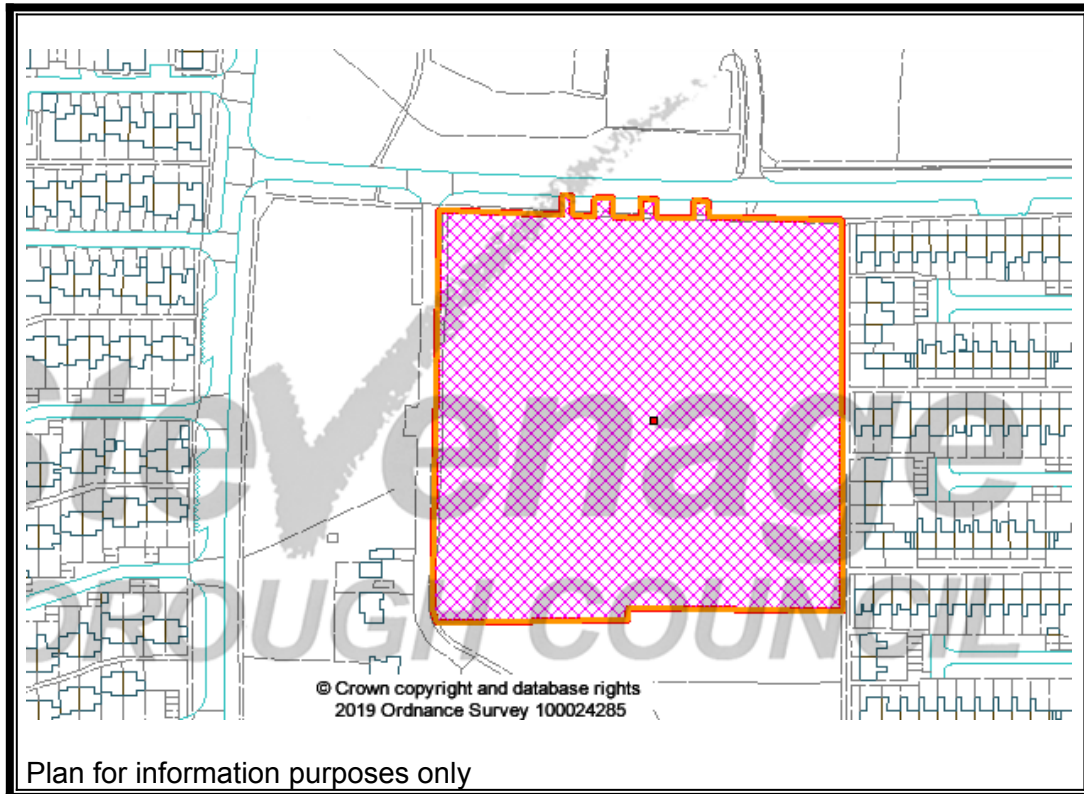 Stevenage
BOROUGH COUNCIL
© Crown copyright and database rights
2019 Ordnance Survey 100024285
Plan for information purposes only